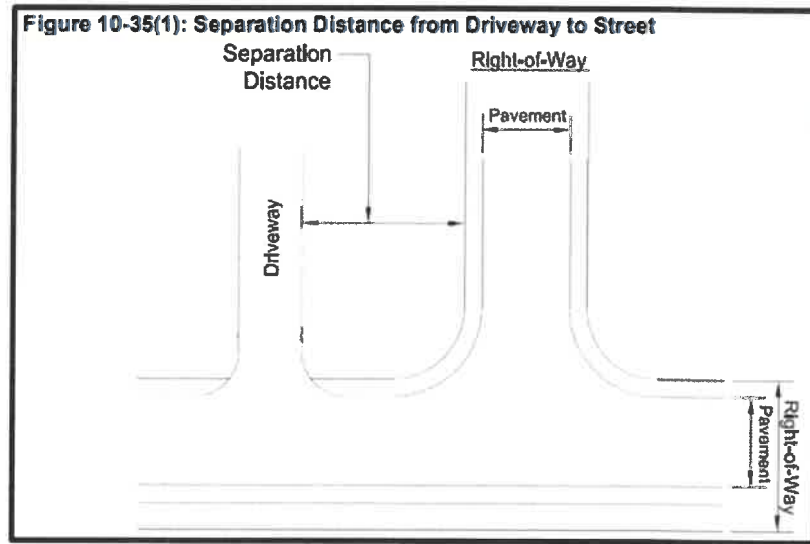 Figure 10-35(1): Separation Distance from Driveway to Street
Separation
Distance
Right-of-Way
Pavement
Driveway
Pavement
Right-of-Way